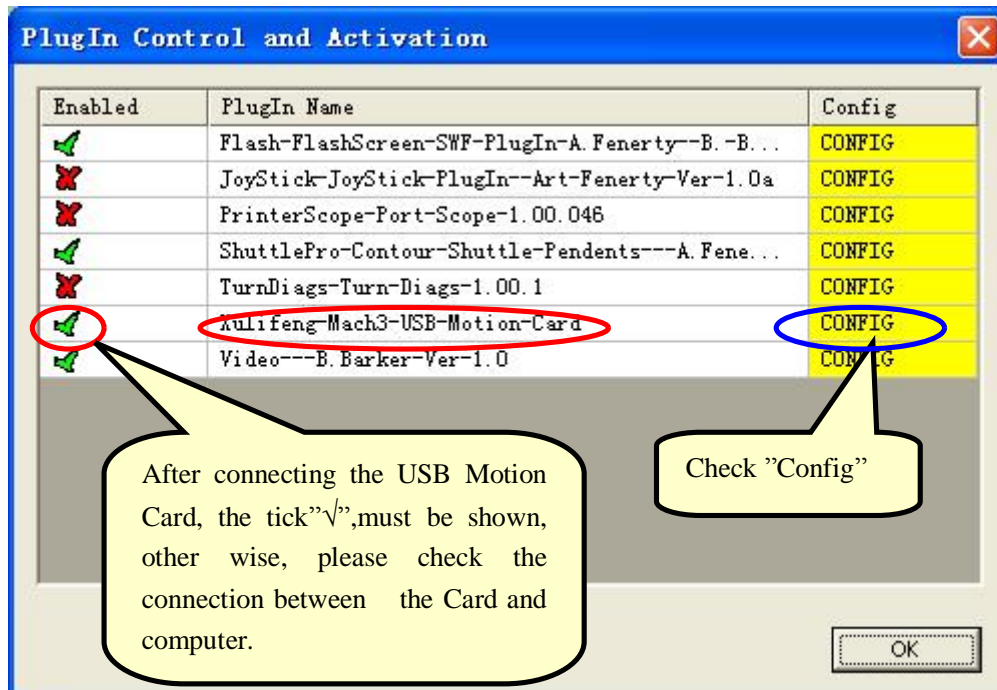 PlugIn Control and Activation
Enabled PlugIn Name Config
Flash-FlashScreen-SWF-PlugIn-A.Fenerty--B.-B... CONFIG
JoyStick-JoyStick-PlugIn--Art-Fenerty-Ver-1.0a CONFIG
PrinterScope-Port-Scope-1.00.046 CONFIG
ShuttlePro-Contour-Shuttle-Pendents---A.Fene... CONFIG
TurnDiags-Turn-Diags-1.00.1 CONFIG
Xulifeng-Mach3-USB-Motion-Card CONFIG
Video---B.Barker-Ver-1.0 CONFIG
After connecting the USB Motion
Card, the tick”√”,must be shown,
other wise, please check the
connection between the Card and
computer.
Check ”Config”
OK